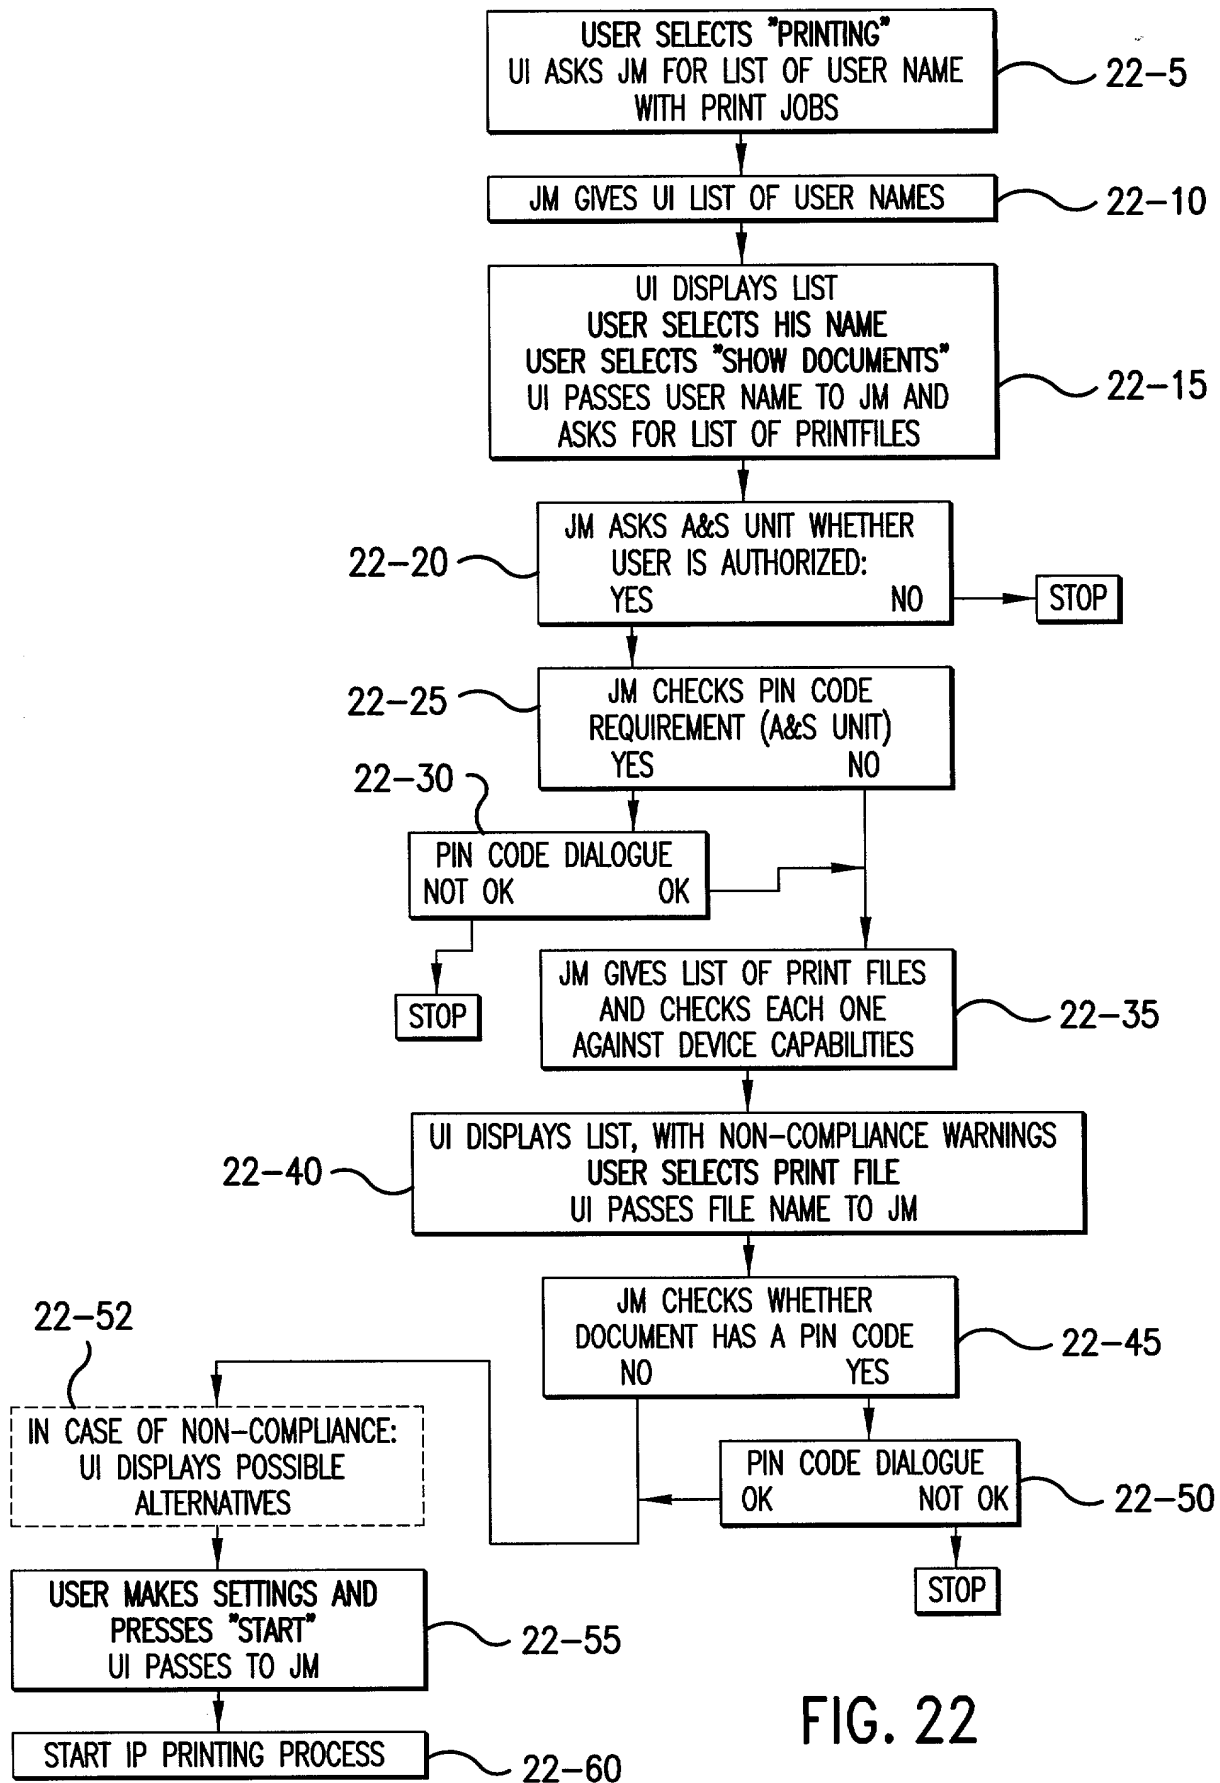 USER SELECTS "PRINTING"
UI ASKS JM FOR LIST OF USER NAME
WITH PRINT JOBS
22-5
JM GIVES UI LIST OF USER NAMES
22-10
UI DISPLAYS LIST
USER SELECTS HIS NAME
USER SELECTS "SHOW DOCUMENTS"
UI PASSES USER NAME TO JM AND
ASKS FOR LIST OF PRINTFILES
22-15
JM ASKS A&S UNIT WHETHER
USER IS AUTHORIZED:
YES NO
22-20
STOP
JM CHECKS PIN CODE
REQUIREMENT (A&S UNIT)
YES NO
22-25
22-30
PIN CODE DIALOGUE
NOT OK OK
STOP
JM GIVES LIST OF PRINT FILES
AND CHECKS EACH ONE
AGAINST DEVICE CAPABILITIES
22-35
UI DISPLAYS LIST, WITH NON-COMPLIANCE WARNINGS
USER SELECTS PRINT FILE
UI PASSES FILE NAME TO JM
22-40
JM CHECKS WHETHER
DOCUMENT HAS A PIN CODE
NO YES
22-45
PIN CODE DIALOGUE
OK NOT OK
22-50
STOP
22-52
IN CASE OF NON-COMPLIANCE:
UI DISPLAYS POSSIBLE
ALTERNATIVES
USER MAKES SETTINGS AND
PRESSES "START"
UI PASSES TO JM
22-55
START IP PRINTING PROCESS
22-60
FIG. 22